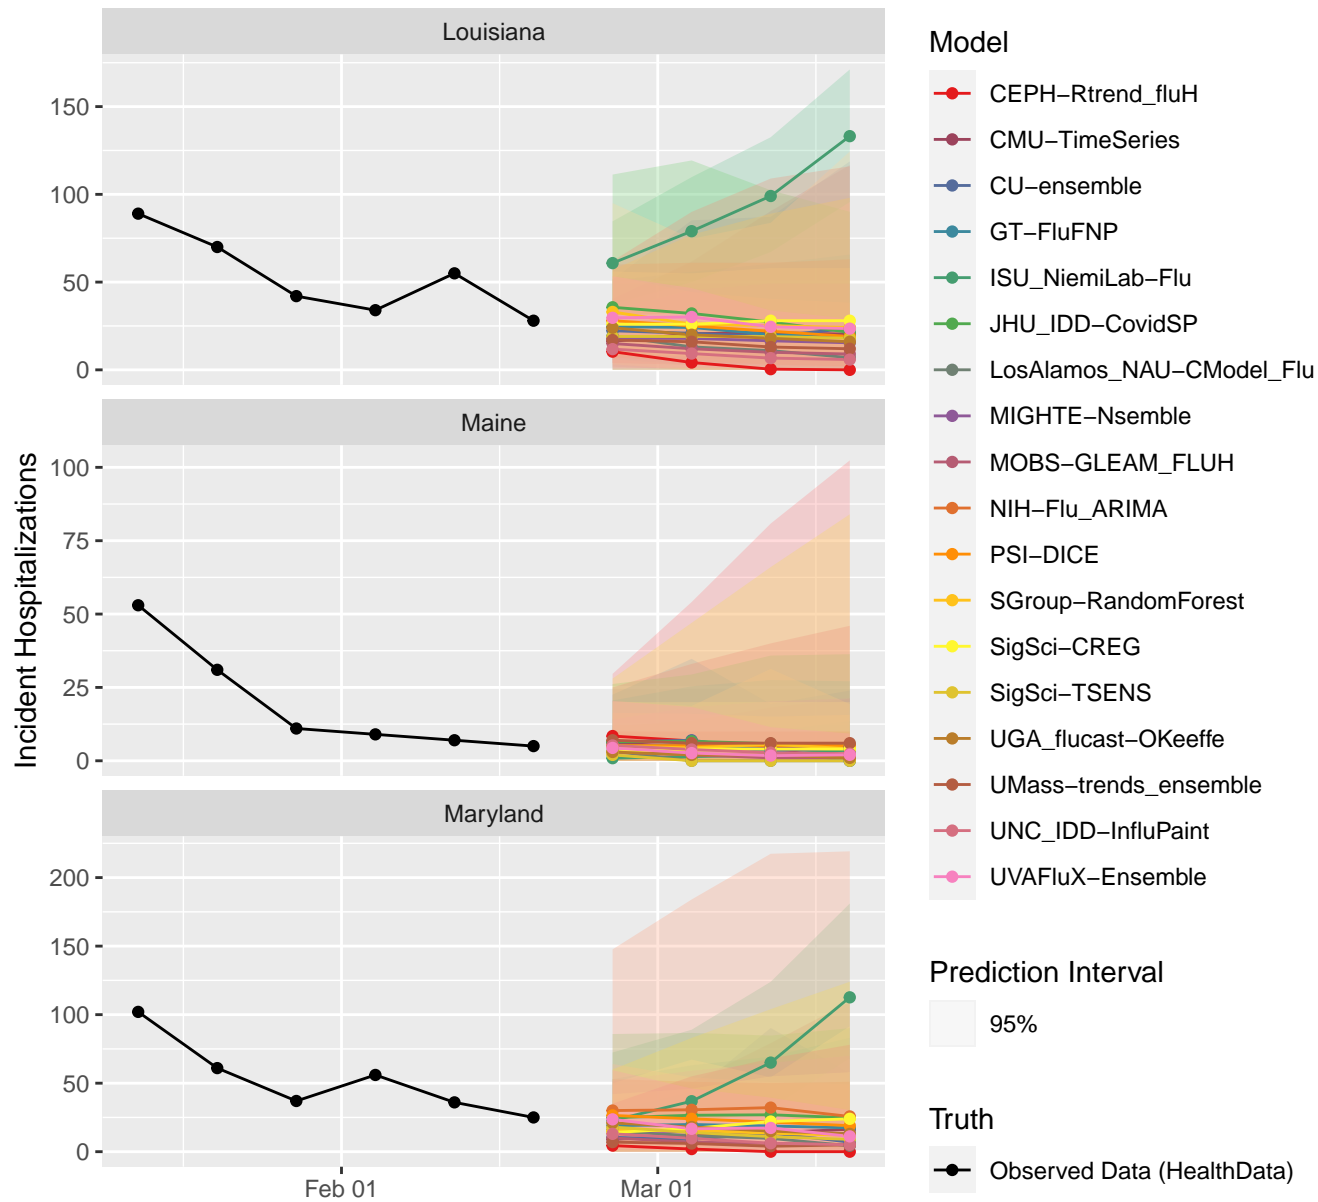 Louisiana
150
100
50
0
Maine
100
75
50
25
0
Maryland
200
150
100
50
0
Feb 01
Mar 01
Incident Hospitalizations
Model
CEPH−Rtrend_fluH
CMU−TimeSeries
CU−ensemble
GT−FluFNP
ISU_NiemiLab−Flu
JHU_IDD−CovidSP
LosAlamos_NAU−CModel_Flu
MIGHTE−Nsemble
MOBS−GLEAM_FLUH
NIH−Flu_ARIMA
PSI−DICE
SGroup−RandomForest
SigSci−CREG
SigSci−TSENS
UGA_flucast−OKeeffe
UMass−trends_ensemble
UNC_IDD−InfluPaint
UVAFluX−Ensemble
Prediction Interval
95%
Truth
Observed Data (HealthData)